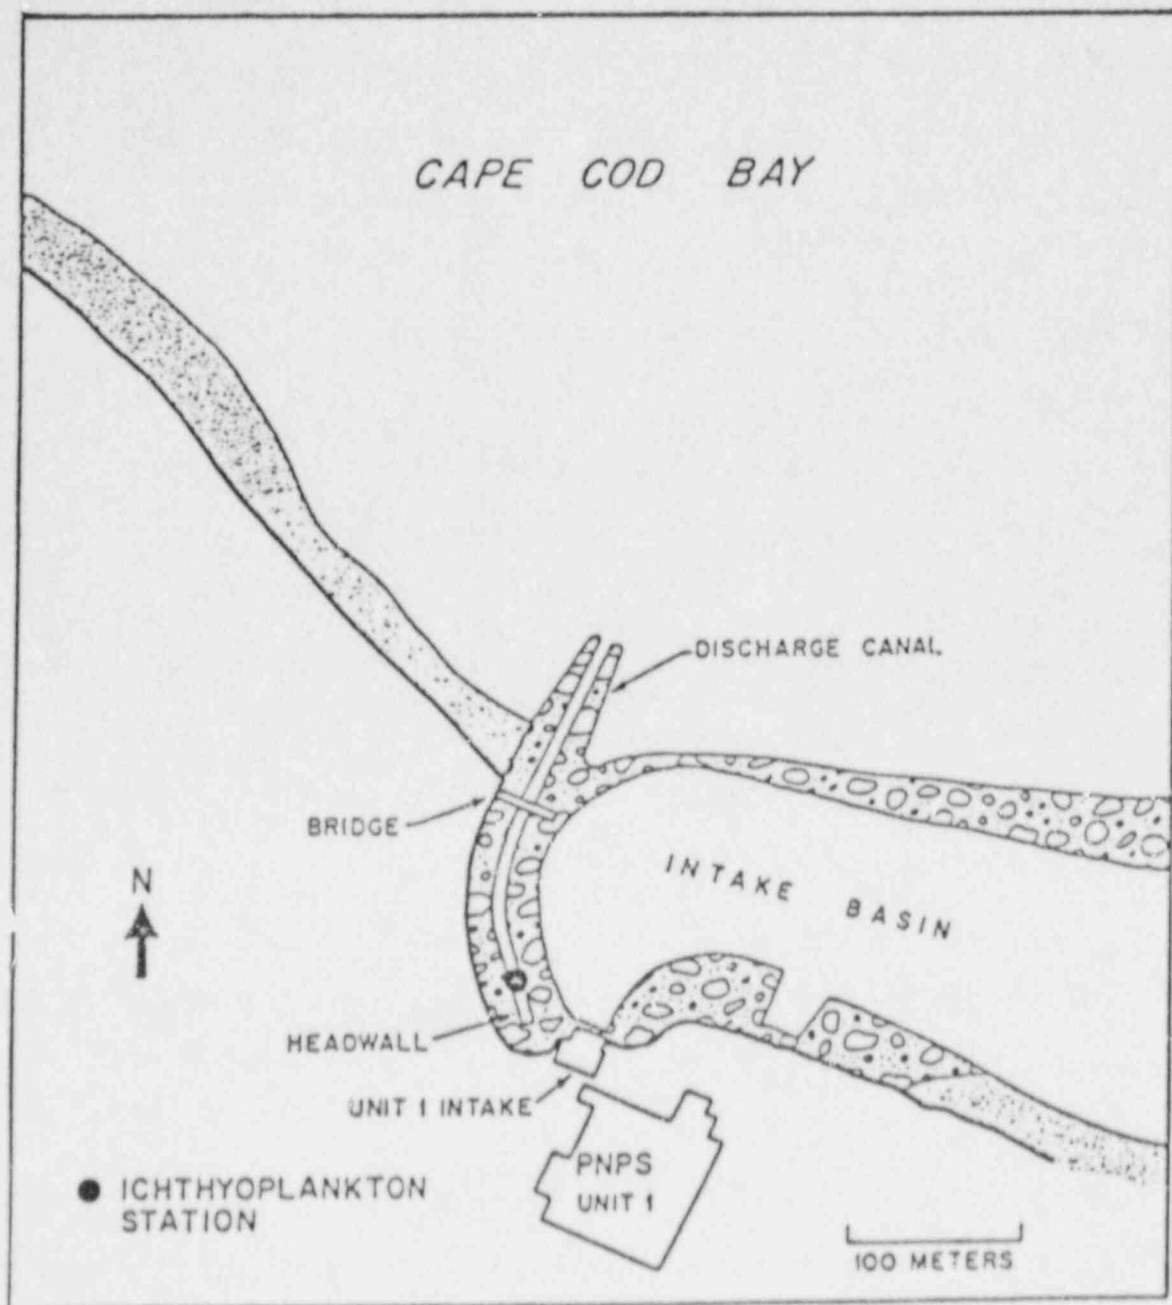 CAPE COD BAY
DISCHARGE CANAL
BRIDGE
INTAKE BASIN
N
HEADWALL
UNIT 1 INTAKE
PNPS
UNIT 1
ICHTHYOPLANKTON
STATION
100 METERS